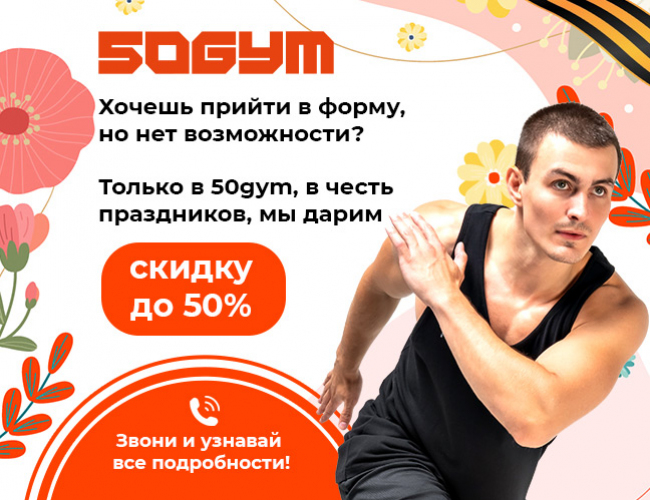 50GYM
Хочешь прийти в форму,
но нет возможности?
Только в 50gym, в честь
праздников, мы дарим
скидку
до 50%
Звони и узнавай
все подробности!